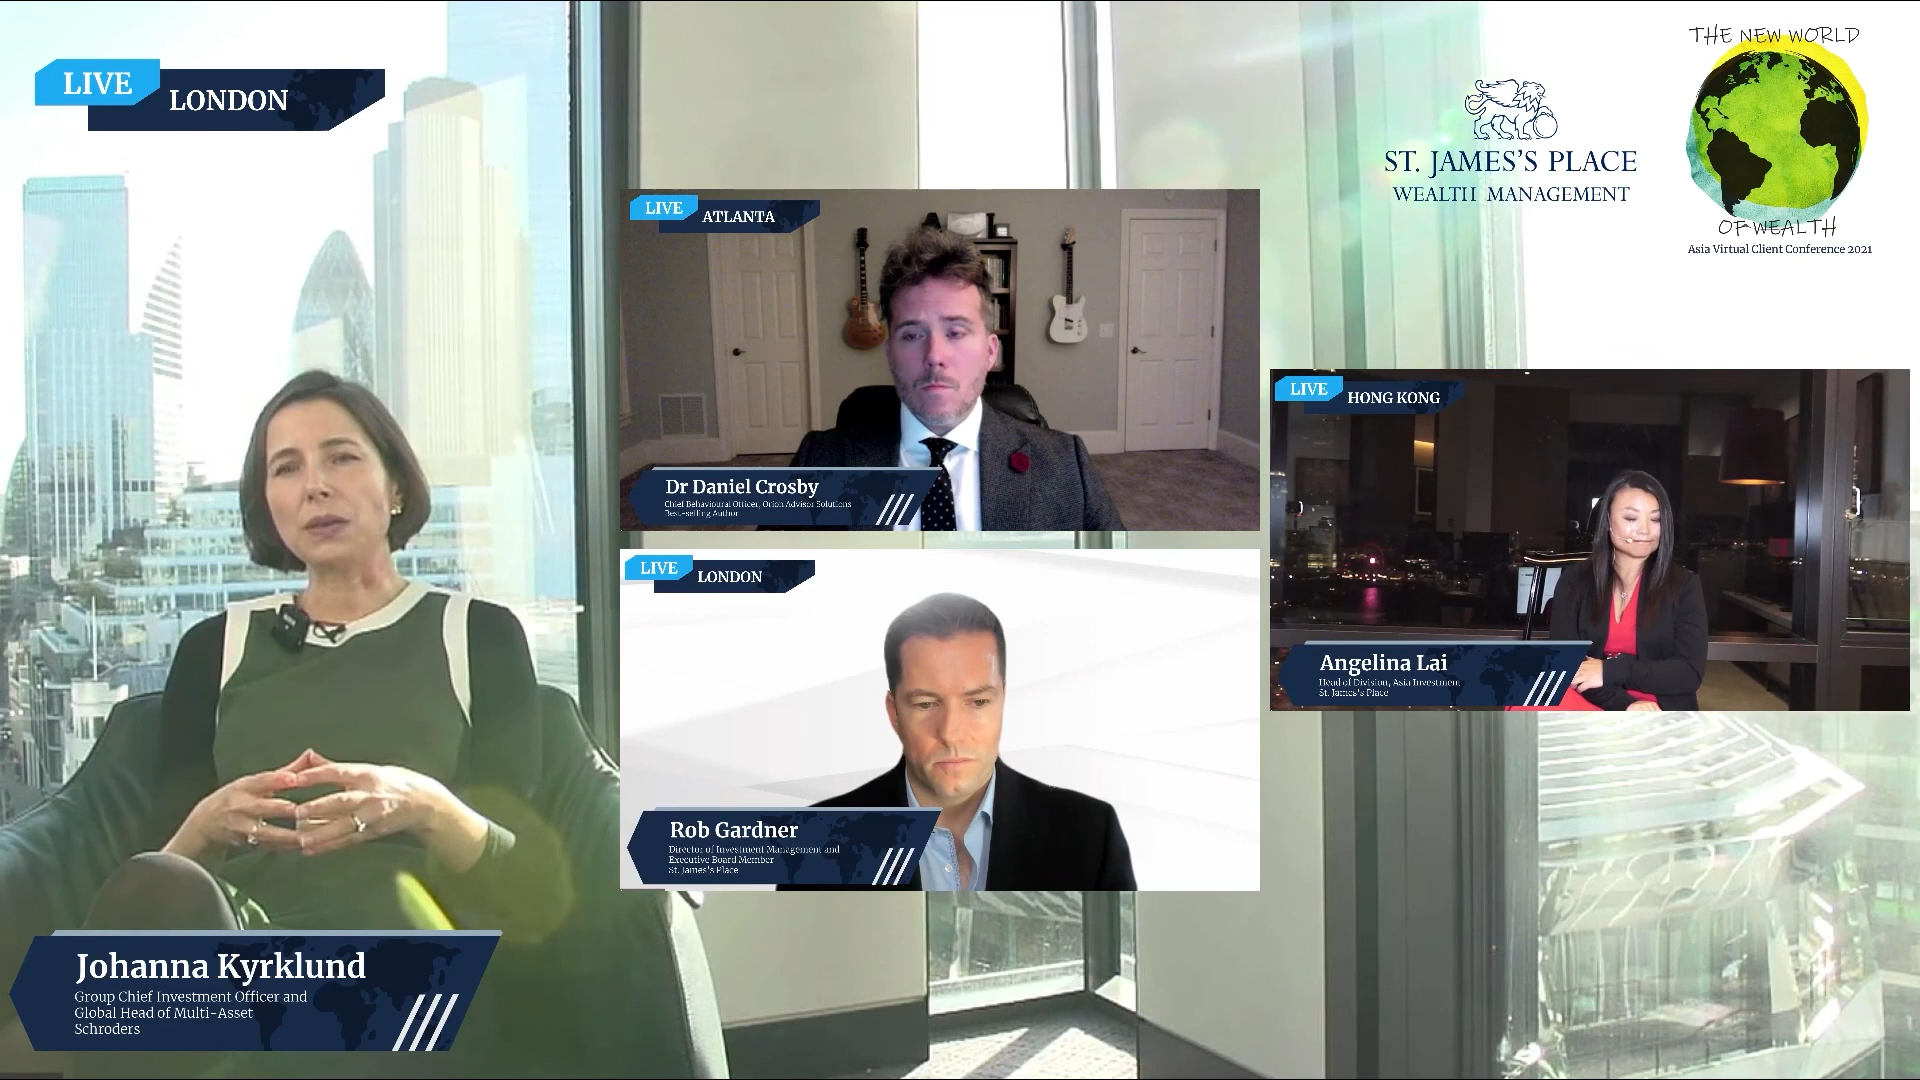 LIVE
LONDON
THE NEW WORLD
OF WEALTH
Asia Virtual Client Conference 2021
ST. JAMES'S PLACE
WEALTH MANAGEMENT
LIVE
ATLANTA
Dr Daniel Crosby
Chief Behavioural Officer, Orion Advisor Solutions
Best-selling Author
LIVE
HONG KONG
Angelina Lai
Head of Division, Asia Investment
St. James's Place
LIVE
LONDON
Rob Gardner
Director of Investment Management and
Executive Board Member
St. James's Place
Johanna Kyrklund
Group Chief Investment Officer and
Global Head of Multi-Asset
Schroders